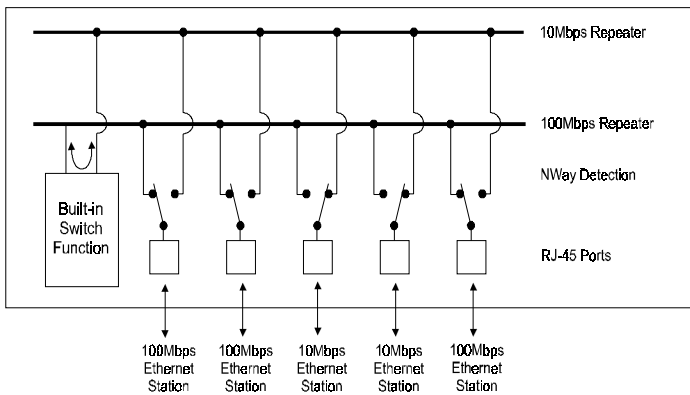 10Mbps Repeater
100Mbps Repeater
NWay Detection
Built-in
Switch
Function
RJ-45 Ports
100Mbps
Ethernet
Station
100Mbps
Ethernet
Station
10Mbps
Ethernet
Station
10Mbps
Ethernet
Station
100Mbps
Ethernet
Station